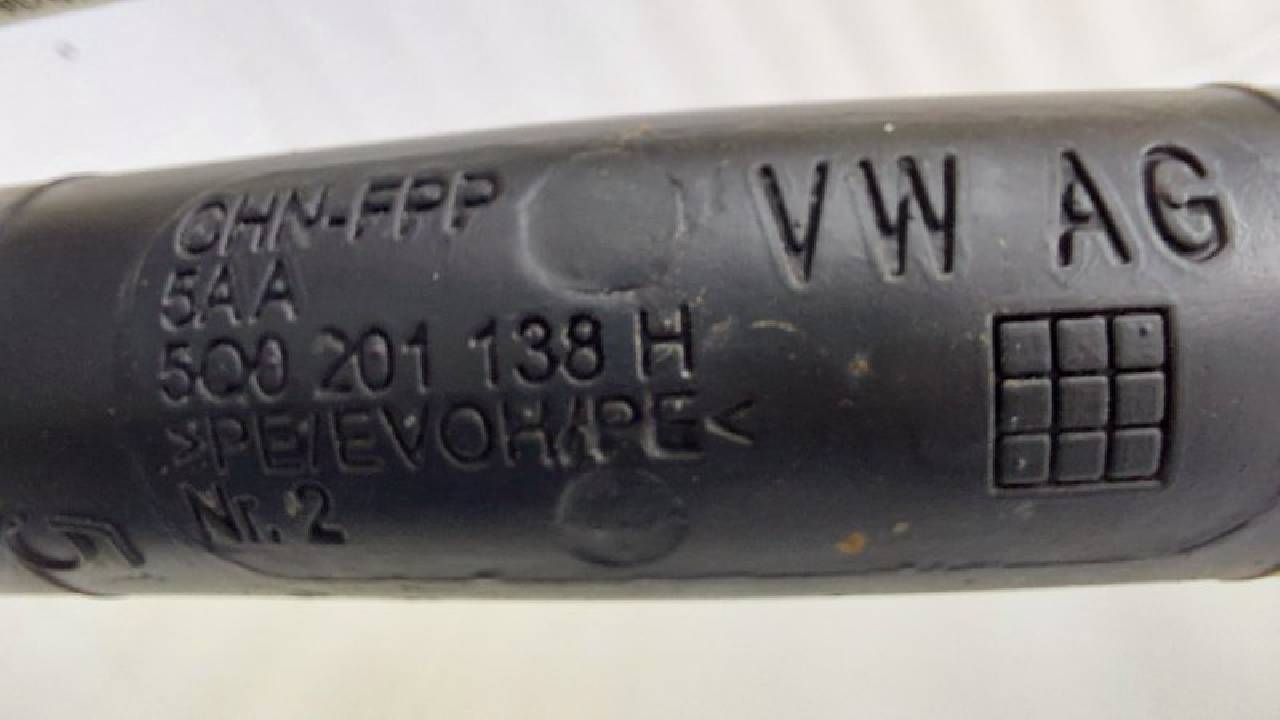 CHN-FPP
5AA
5Q0 201 138 H
>PE/EVOH/PE<
Nr. 2
VW AG